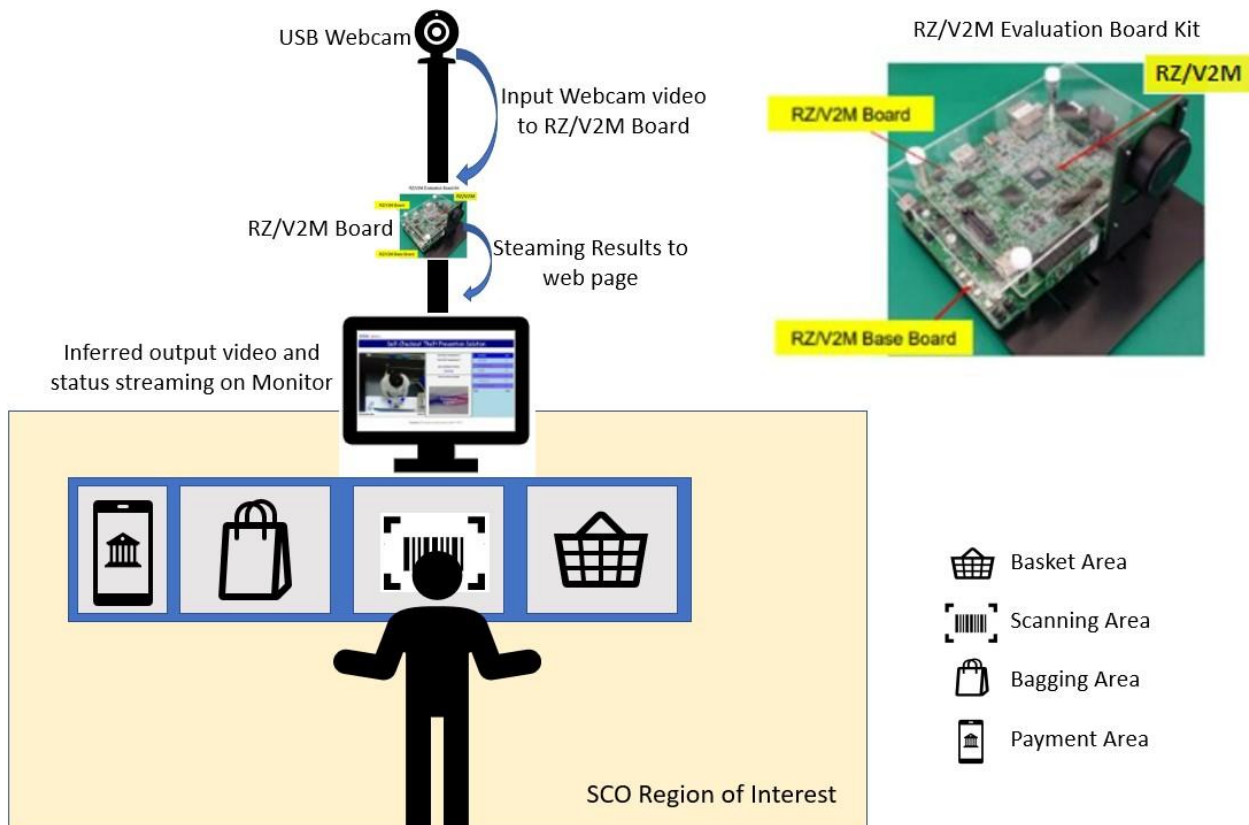 USB Webcam
Input Webcam video
to RZ/V2M Board
RZ/V2M Board
Steaming Results to
web page
Inferred output video and
status streaming on Monitor
Self-Checkout Theft Preventive Solution
SCO Region of Interest
RZ/V2M Evaluation Board Kit
RZ/V2M
RZ/V2M Board
RZ/V2M Base Board
Basket Area
Scanning Area
Bagging Area
Payment Area